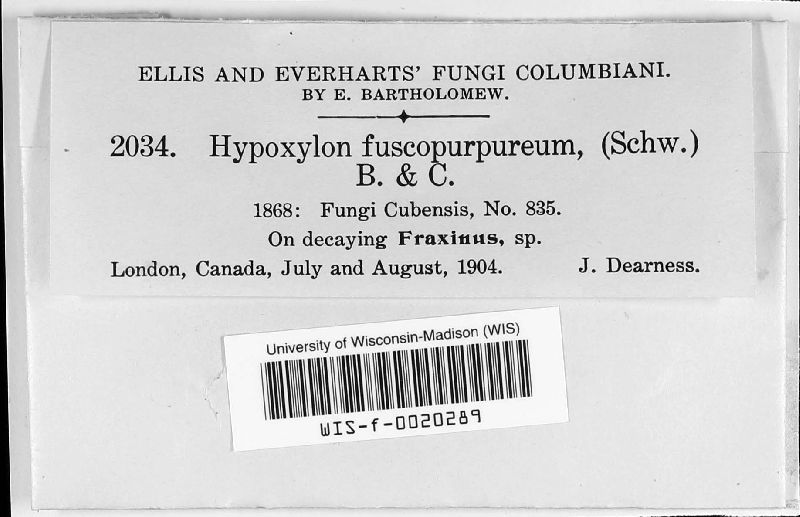 ELLIS AND EVERHARTS' FUNGI COLUMBIANI.
BY E. BARTHOLOMEW.
2034. Hypoxylon fuscopurpureum, (Schw.)
B. & C.
1868: Fungi Cubensis, No. 835.
On decaying Fraxinus, sp.
London, Canada, July and August, 1904. J. Dearness.
University of Wisconsin-Madison (WIS)
WIS-f-0020289